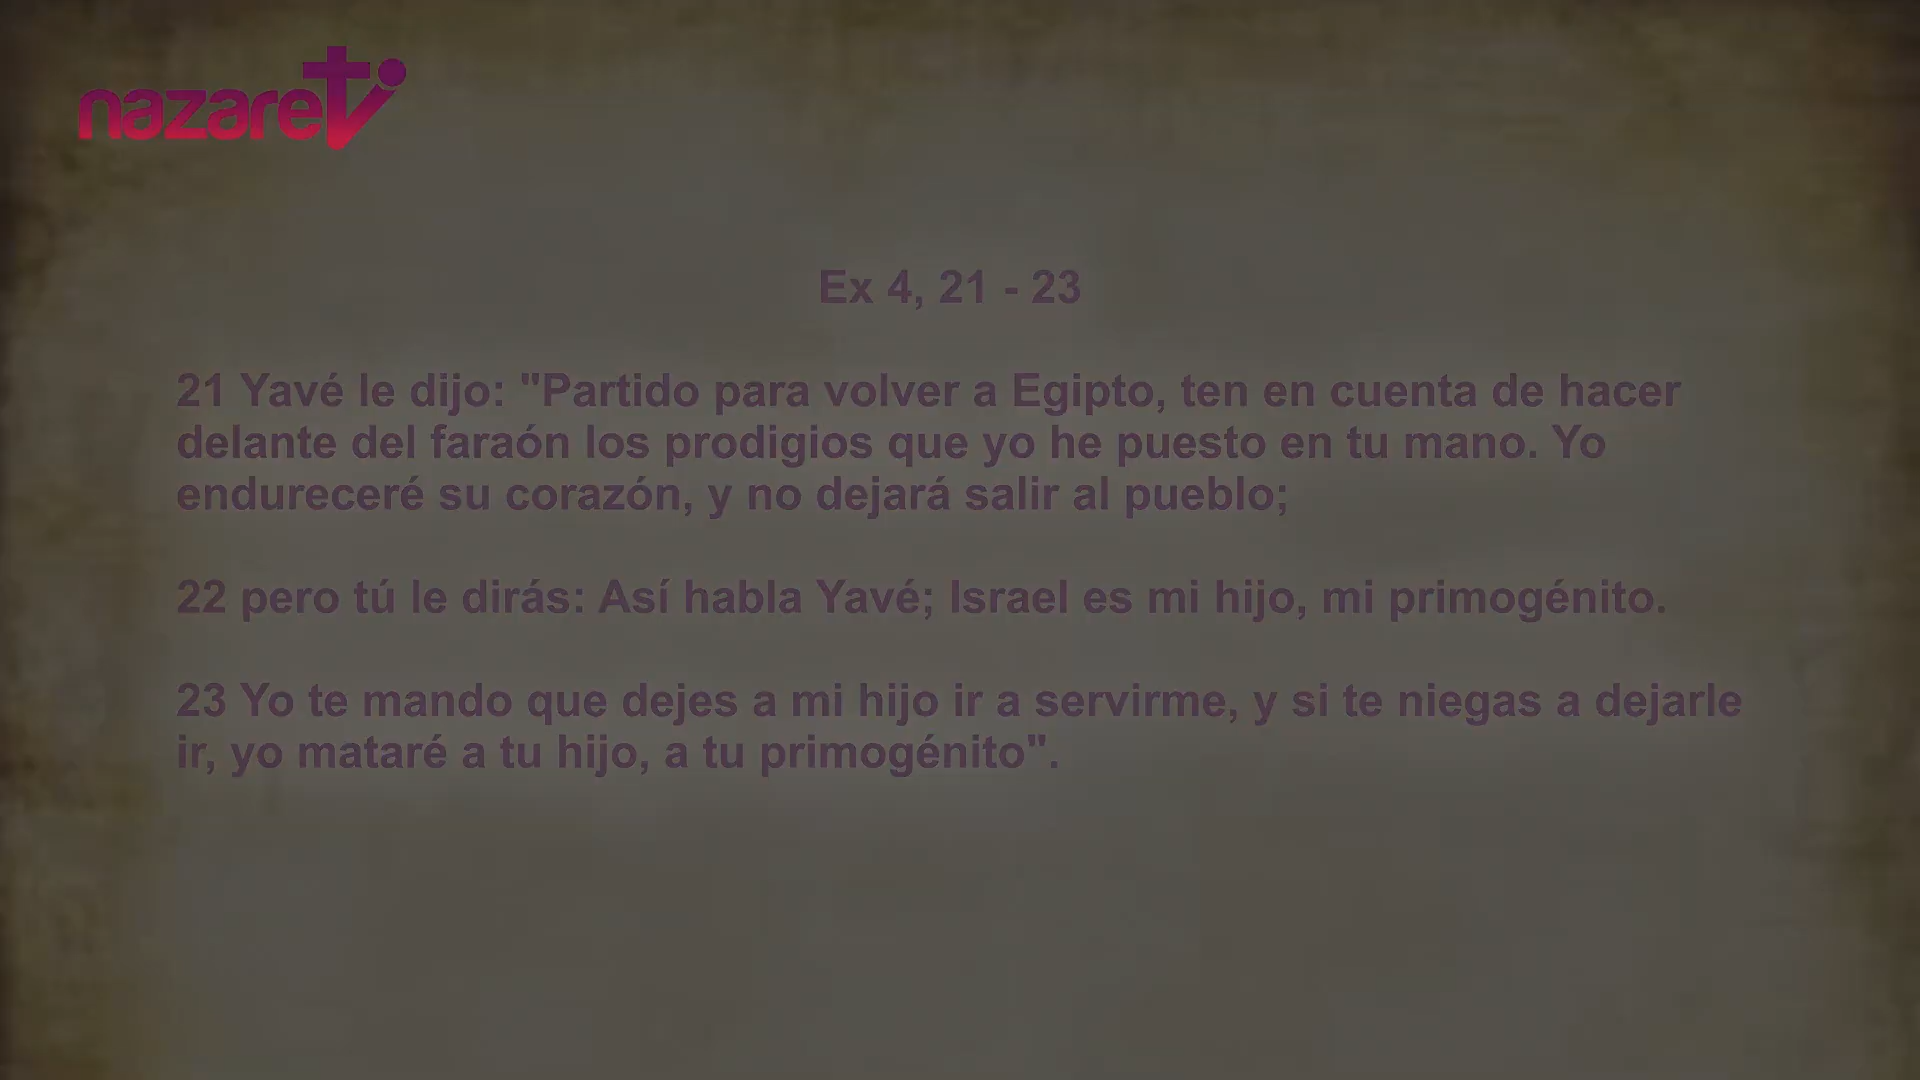 nazaretv
Ex 4, 21 - 23
21 Yavé le dijo: "Partido para volver a Egipto, ten en cuenta de hacer
delante del faraón los prodigios que yo he puesto en tu mano. Yo
endureceré su corazón, y no dejará salir al pueblo;
22 pero tú le dirás: Así habla Yavé; Israel es mi hijo, mi primogénito.
23 Yo te mando que dejes a mi hijo ir a servirme, y si te niegas a dejarle
ir, yo mataré a tu hijo, a tu primogénito".